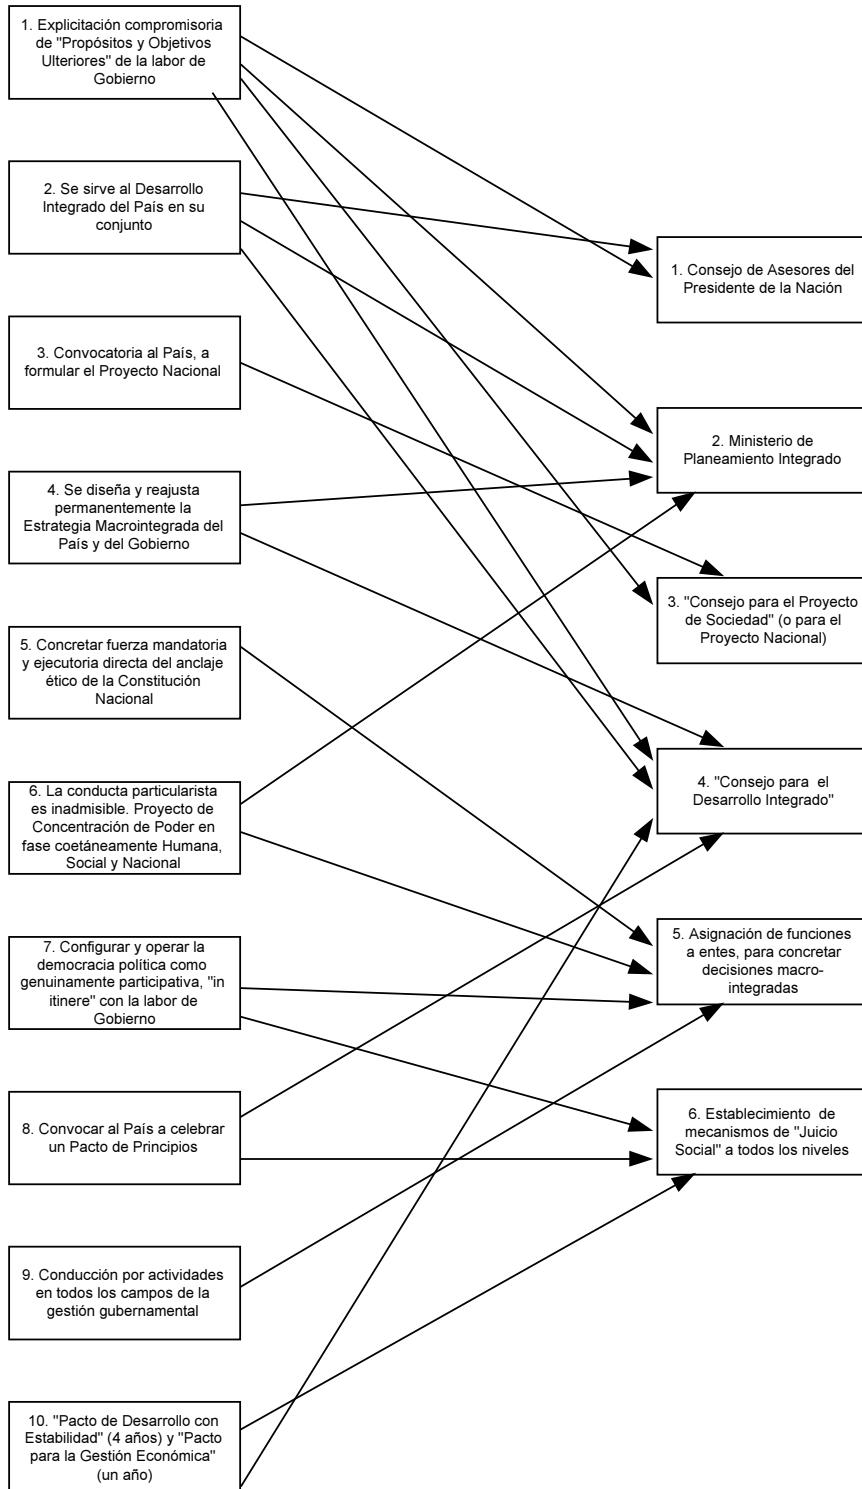 1. Explicitación compromisoria
de "Propósitos y Objetivos
Ulteriores" de la labor de
Gobierno
2. Se sirve al Desarrollo
Integrado del País en su
conjunto
3. Convocatoria al País, a
formular el Proyecto Nacional
4. Se diseña y reajusta
permanentemente la
Estrategia Macrointegrada del
País y del Gobierno
5. Concretar fuerza mandatoria
y ejecutoria directa del anclaje
ético de la Constitución
Nacional
6. La conducta particularista
es inadmisible. Proyecto de
Concentración de Poder en
fase coetáneamente Humana,
Social y Nacional
7. Configurar y operar la
democracia política como
genuinamente participativa, "in
itinere" con la labor de
Gobierno
8. Convocar al País a celebrar
un Pacto de Principios
9. Conducción por actividades
en todos los campos de la
gestión gubernamental
10. "Pacto de Desarrollo con
Estabilidad" (4 años) y "Pacto
para la Gestión Económica"
(un año)
1. Consejo de Asesores del
Presidente de la Nación
2. Ministerio de
Planeamiento Integrado
3. "Consejo para el Proyecto
de Sociedad" (o para el
Proyecto Nacional)
4. "Consejo para  el
Desarrollo Integrado"
5. Asignación de funciones
a entes, para concretar
decisiones macro-
integradas
6. Establecimiento  de
mecanismos de "Juicio
Social" a todos los niveles